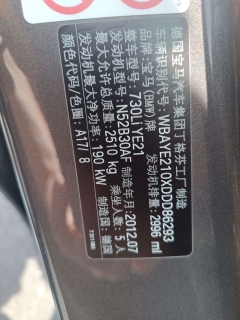 德国宝马汽车集团丁格芬工厂制造
车辆识别代号: WBAYE210XDDD86293
品牌: 宝马(BMW)牌 发动机排量: 2996 ml
型号: 730Li YE21
发动机型号: N52B30AF 制造年月: 2012.07
最大允许总质量: 2510 kg 乘坐人数: 5 人
发动机最大净功率: 190 kW 制造国: 德国
颜色代码/色圈: A17/ 8